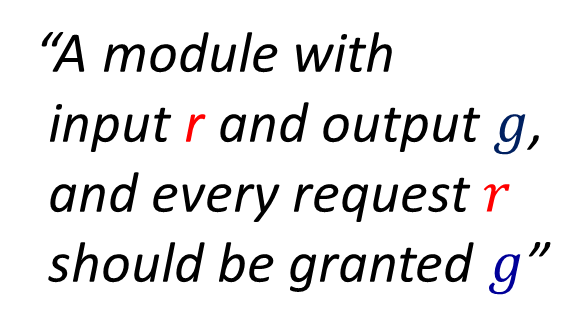 “A module with
input r and output g,
and every request r
should be granted g”